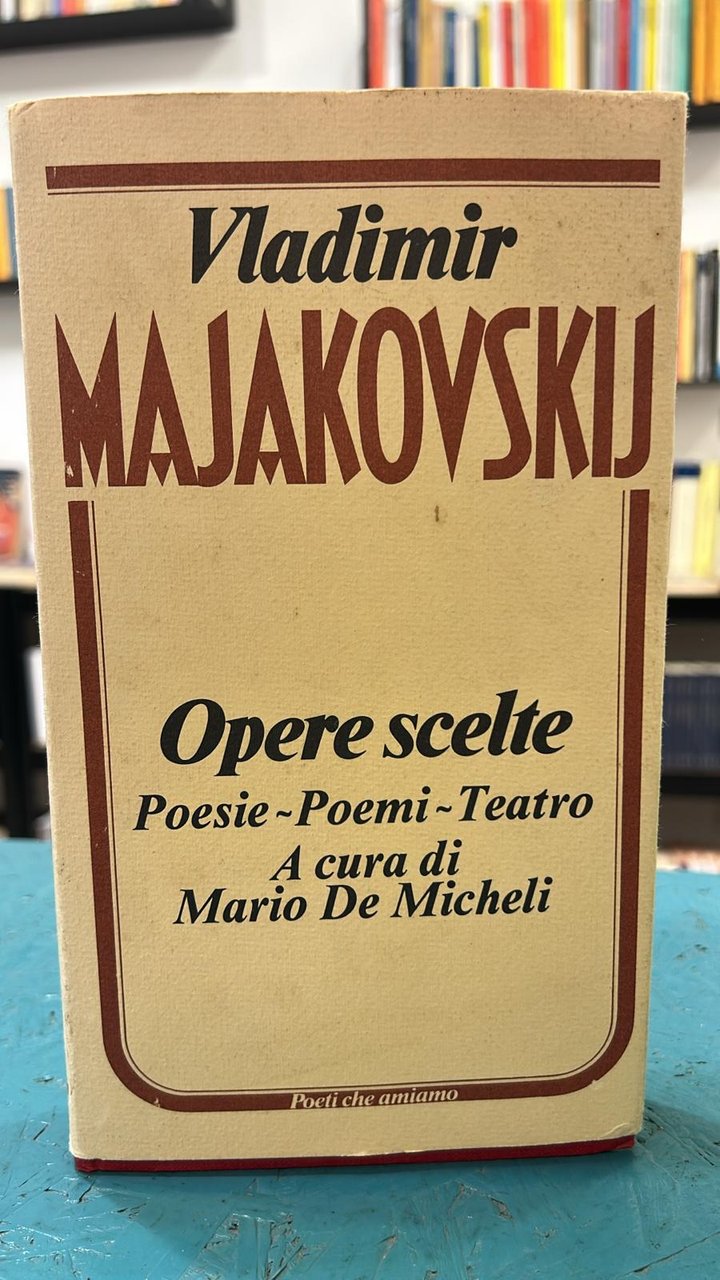 Vladimir
MAJAKOVSKIJ
Opere scelte
Poesie ~ Poemi ~ Teatro
A cura di
Mario De Micheli
Poeti che amiamo